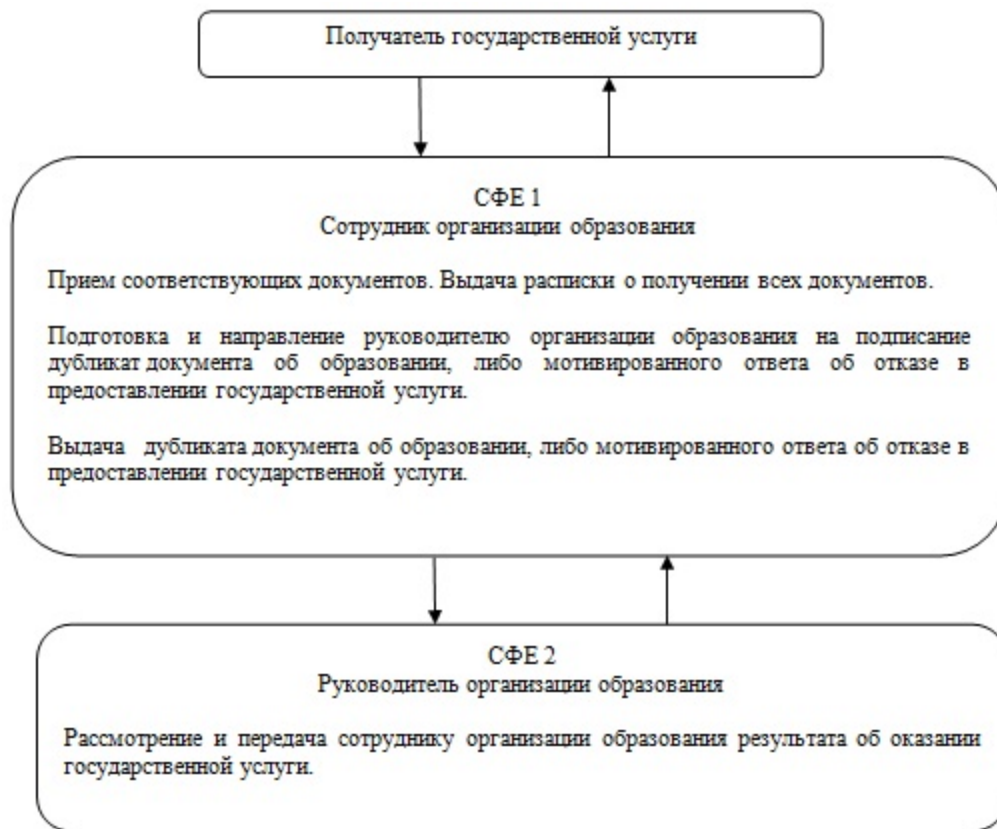 Получатель государственной услуги
СФЕ 1
Сотрудник организации образования
Прием соответствующих документов. Выдача расписки о получении всех документов.
Подготовка и направление руководителю организации образования на подписание
дубликат документа об образовании, либо мотивированного ответа об отказе в
предоставлении государственной услуги.
Выдача дубликата документа об образовании, либо мотивированного ответа об отказе в
предоставлении государственной услуги.
СФЕ 2
Руководитель организации образования
Рассмотрение и передача сотруднику организации образования результата об оказании
государственной услуги.